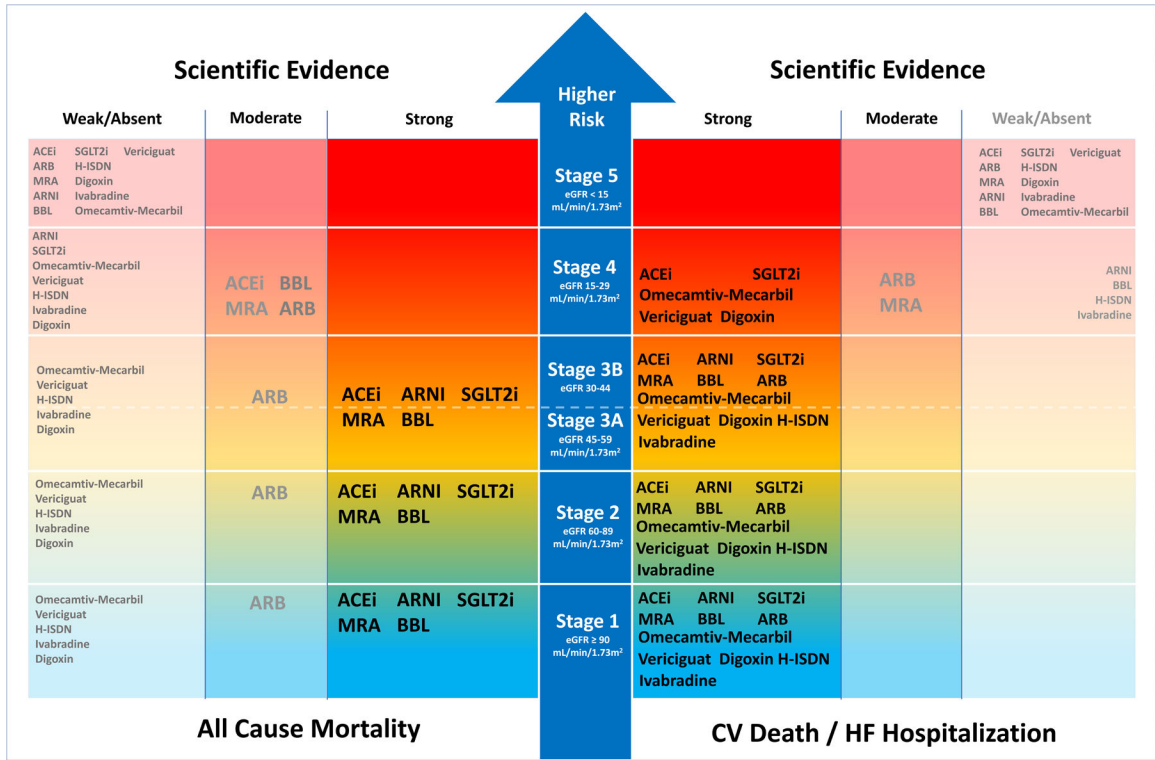 Scientific Evidence
Weak/Absent
Moderate
Strong
Higher
Risk
Scientific Evidence
Strong
Moderate
Weak/Absent
ACEi SGLT2i Vericiguat
ARB H-ISDN
MRA Digoxin
ARNI Ivabradine
BBL Omecamtiv-Mecarbil
Stage 5
eGFR < 15
mL/min/1.73m²
ACEi SGLT2i Vericiguat
ARB H-ISDN
MRA Digoxin
ARNI Ivabradine
BBL Omecamtiv-Mecarbil
ARNI
SGLT2i
Omecamtiv-Mecarbil
Vericiguat
H-ISDN
Ivabradine
Digoxin
ACEi BBL
MRA ARB
Stage 4
eGFR 15-29
mL/min/1.73m²
ACEi SGLT2i
Omecamtiv-Mecarbil
Vericiguat Digoxin
ARB
MRA
ARNI
BBL
H-ISDN
Ivabradine
Omecamtiv-Mecarbil
Vericiguat
H-ISDN
Ivabradine
Digoxin
ARB
ACEi ARNI SGLT2i
MRA BBL
Stage 3B
eGFR 30-44
Stage 3A
eGFR 45-59
mL/min/1.73m²
ACEi ARNI SGLT2i
MRA BBL ARB
Omecamtiv-Mecarbil
Vericiguat Digoxin H-ISDN
Ivabradine
Omecamtiv-Mecarbil
Vericiguat
H-ISDN
Ivabradine
Digoxin
ARB
ACEi ARNI SGLT2i
MRA BBL
Stage 2
eGFR 60-89
mL/min/1.73m²
ACEi ARNI SGLT2i
MRA BBL ARB
Omecamtiv-Mecarbil
Vericiguat Digoxin H-ISDN
Ivabradine
Omecamtiv-Mecarbil
Vericiguat
H-ISDN
Ivabradine
Digoxin
ARB
ACEi ARNI SGLT2i
MRA BBL
Stage 1
eGFR ≥ 90
mL/min/1.73m²
ACEi ARNI SGLT2i
MRA BBL ARB
Omecamtiv-Mecarbil
Vericiguat Digoxin H-ISDN
Ivabradine
All Cause Mortality
CV Death / HF Hospitalization